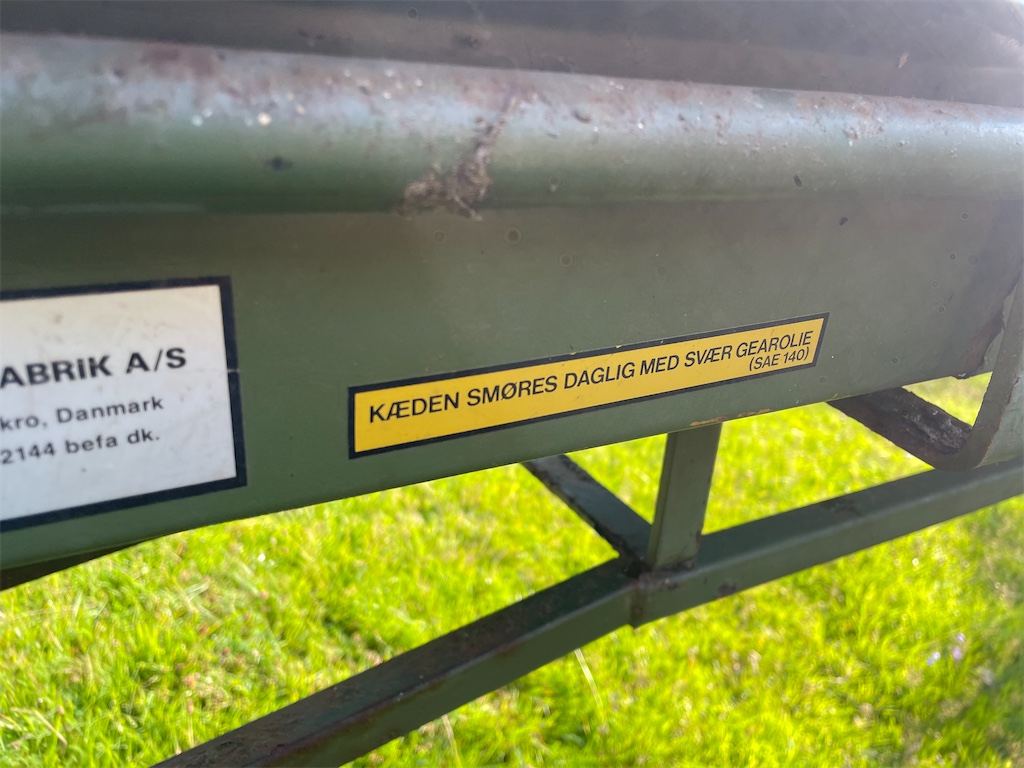 ABRIK A/S
kro, Danmark
2144 befa dk.
KÆDEN SMØRES DAGLIG MED SVÆR GEAROLIE
(SAE 140)